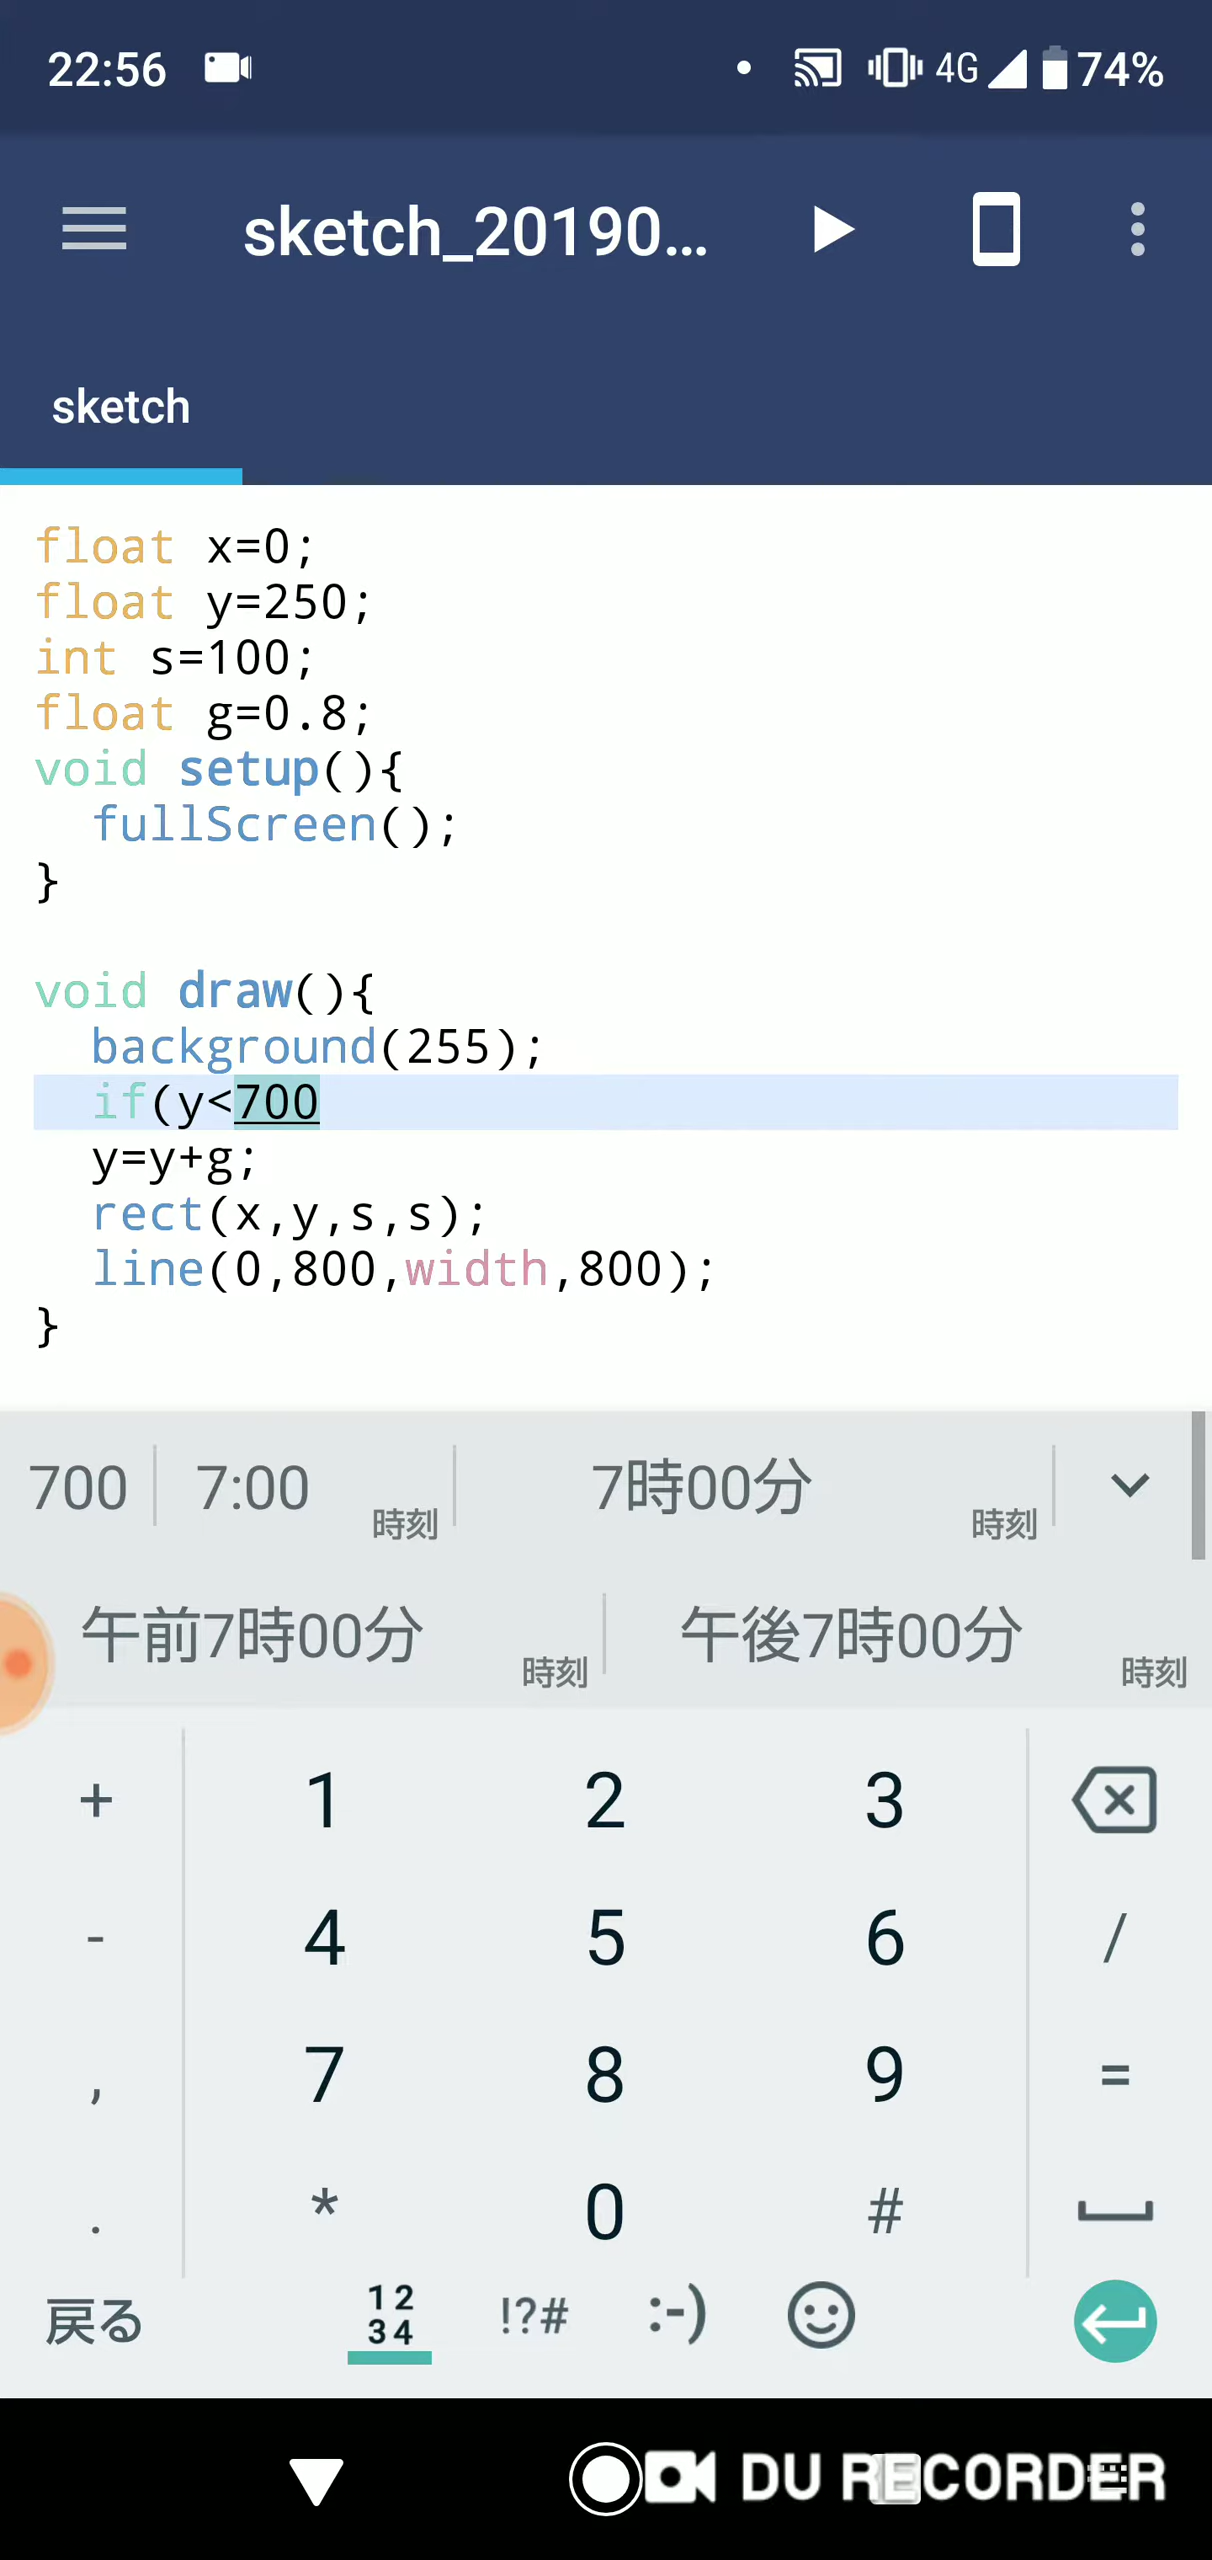 22:56 4G 74%
sketch_20190...
sketch
float x=0;
float y=250;
int s=100;
float g=0.8;
void setup(){
fullScreen();
}
void draw(){
background(255);
if(y<700
y=y+g;
rect(x,y,s,s);
line(0,800,width,800);
}
700 7:00 時刻 7時00分 時刻
午前7時00分 時刻 午後7時00分 時刻
+ 1 2 3
- 4 5 6 /
, 7 8 9 =
. * 0 #
戻る 12 34 !?# :-)
DU RECORDER